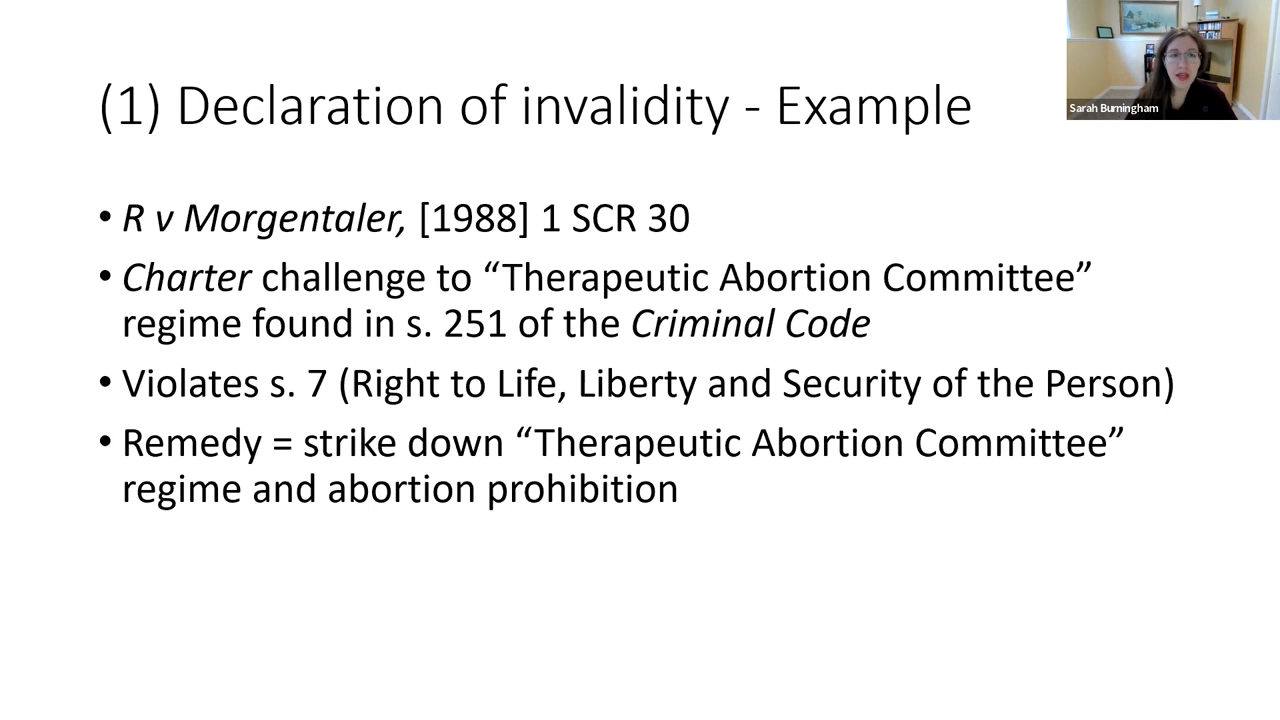 (1) Declaration of invalidity - Example
Sarah Burningham
• R v Morgentaler, [1988] 1 SCR 30
• Charter challenge to “Therapeutic Abortion Committee”
regime found in s. 251 of the Criminal Code
• Violates s. 7 (Right to Life, Liberty and Security of the Person)
• Remedy = strike down “Therapeutic Abortion Committee”
regime and abortion prohibition